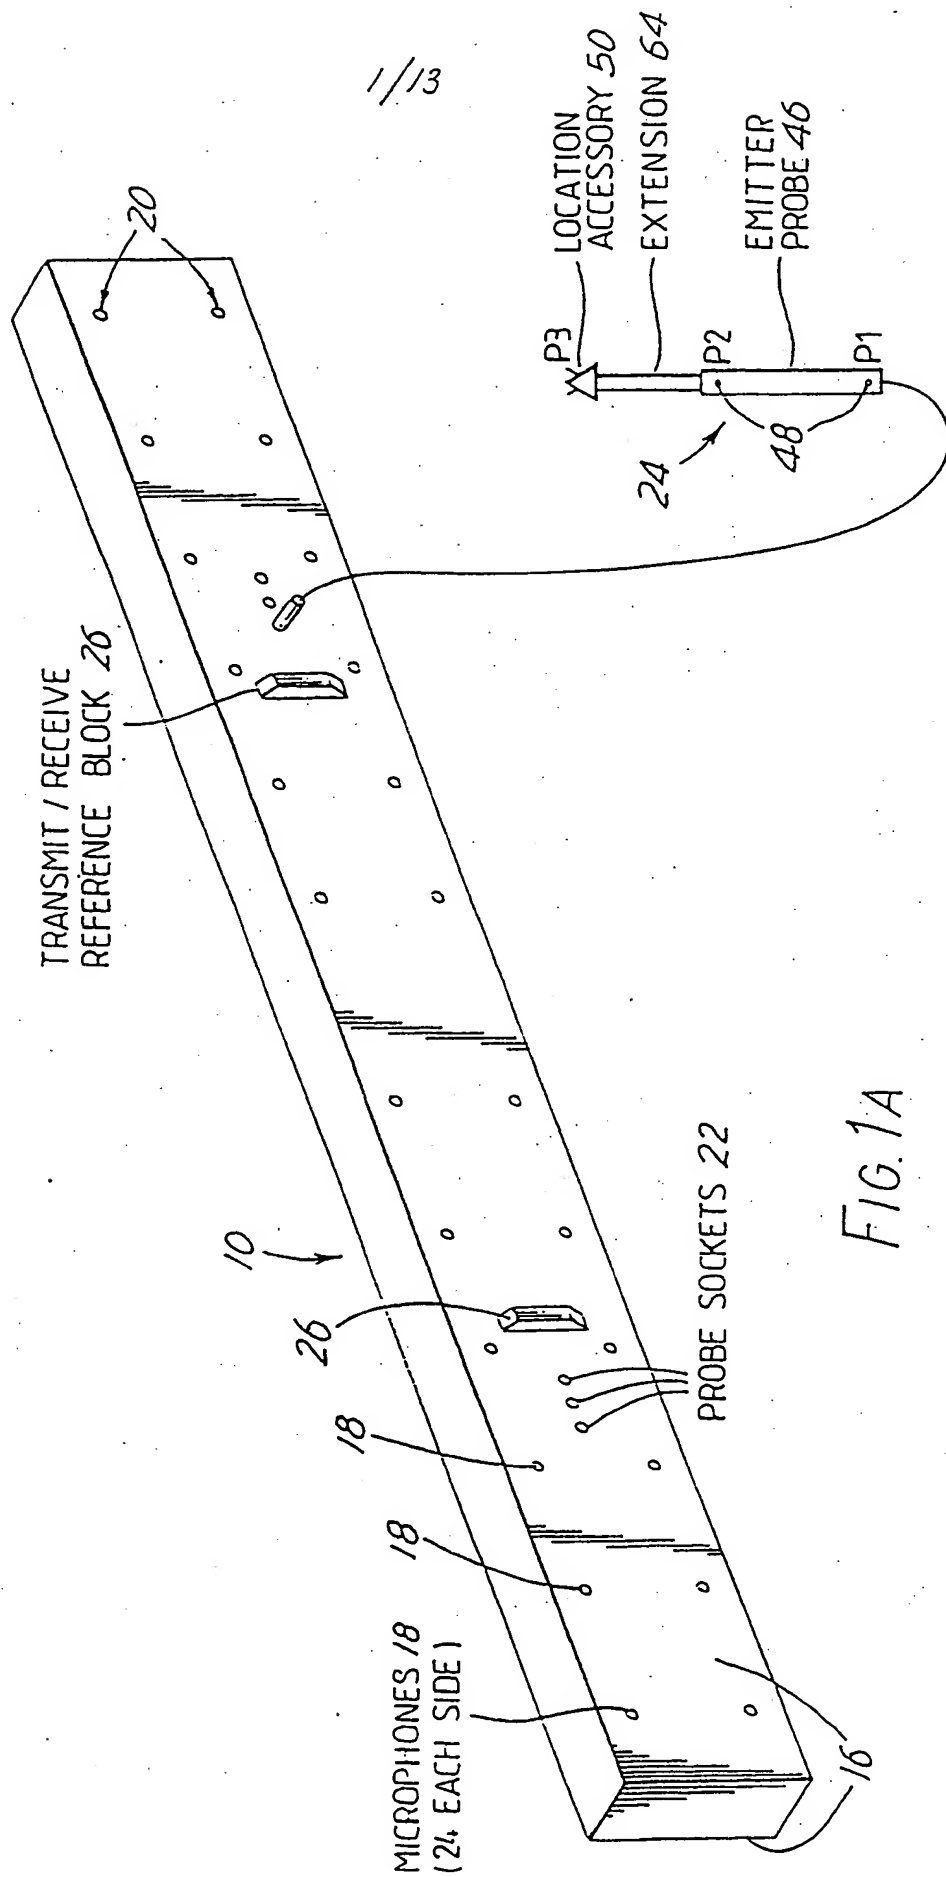 1/13
20
TRANSMIT / RECEIVE
REFERENCE BLOCK 26
P3
LOCATION
ACCESSORY 50
EXTENSION 64
24
P2
48
EMITTER
PROBE 46
P1
10
26
18
18
MICROPHONES 18
(24 EACH SIDE)
PROBE SOCKETS 22
16
FIG. 1A